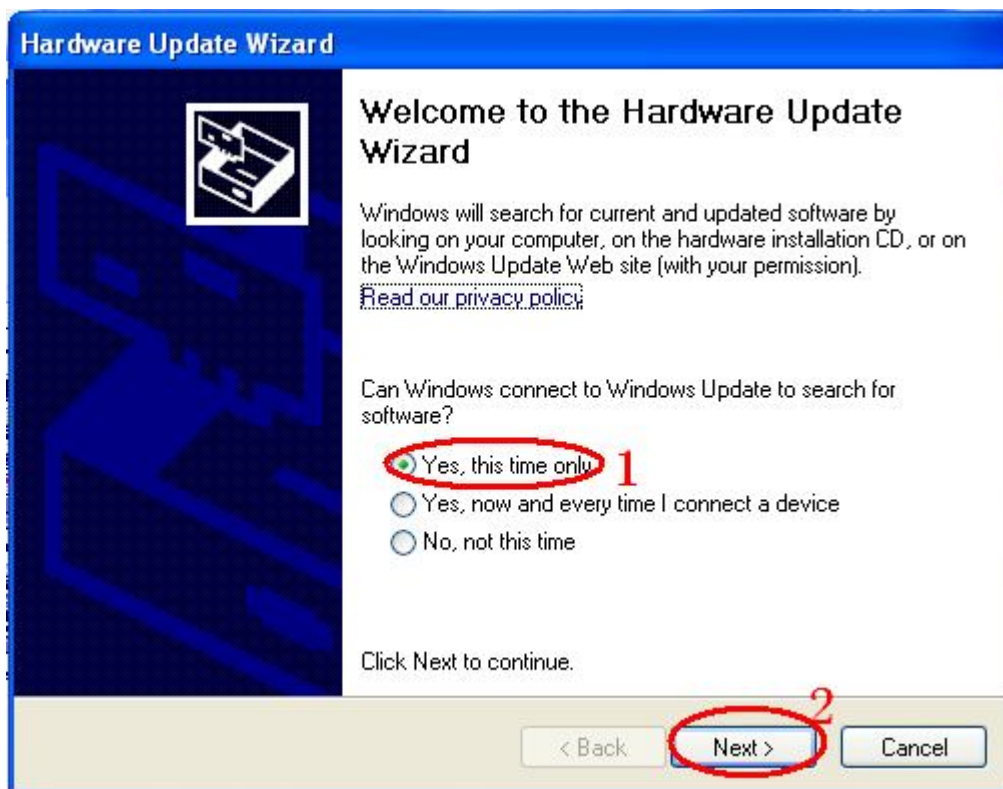 Hardware Update Wizard
Welcome to the Hardware Update
Wizard
Windows will search for current and updated software by
looking on your computer, on the hardware installation CD, or on
the Windows Update Web site (with your permission).
Read our privacy policy
Can Windows connect to Windows Update to search for
software?
Yes, this time only 1
Yes, now and every time I connect a device
No, not this time
Click Next to continue.
2
< Back Next > Cancel